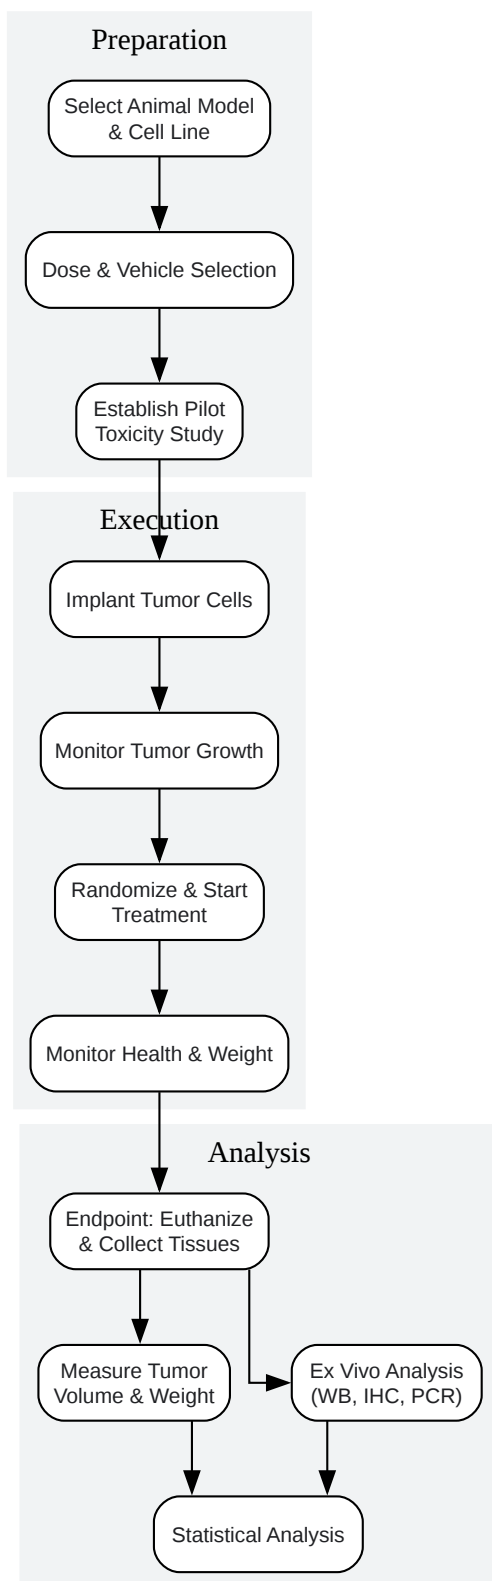 Preparation
Select Animal Model
& Cell Line
Dose & Vehicle Selection
Establish Pilot
Toxicity Study
Execution
Implant Tumor Cells
Monitor Tumor Growth
Randomize & Start
Treatment
Monitor Health & Weight
Analysis
Endpoint: Euthanize
& Collect Tissues
Measure Tumor
Volume & Weight
Ex Vivo Analysis
(WB, IHC, PCR)
Statistical Analysis